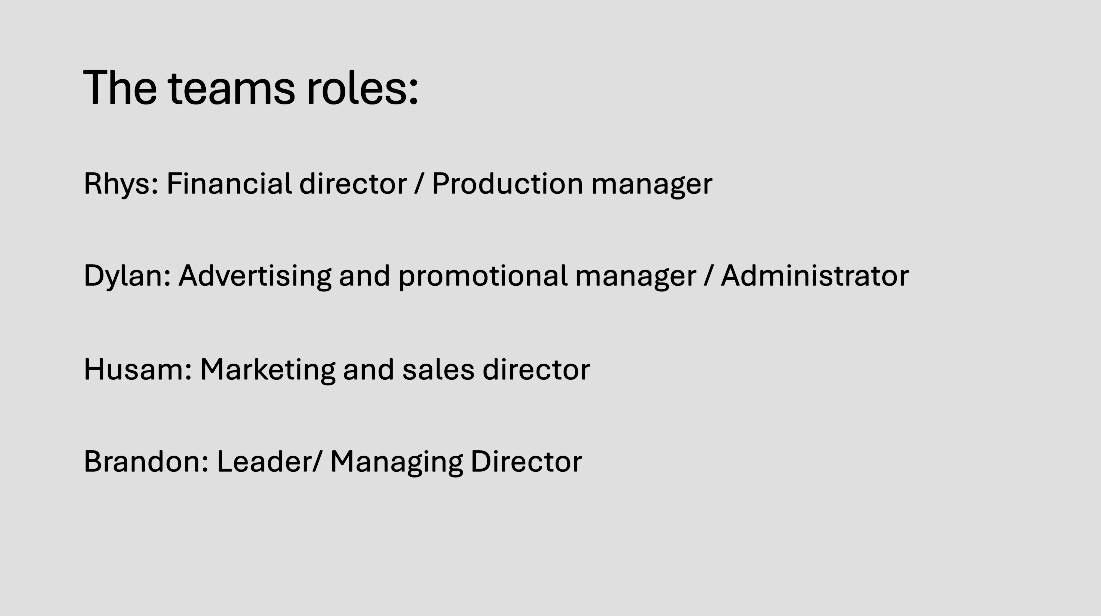 The teams roles:
Rhys: Financial director / Production manager
Dylan: Advertising and promotional manager / Administrator
Husam: Marketing and sales director
Brandon: Leader/ Managing Director